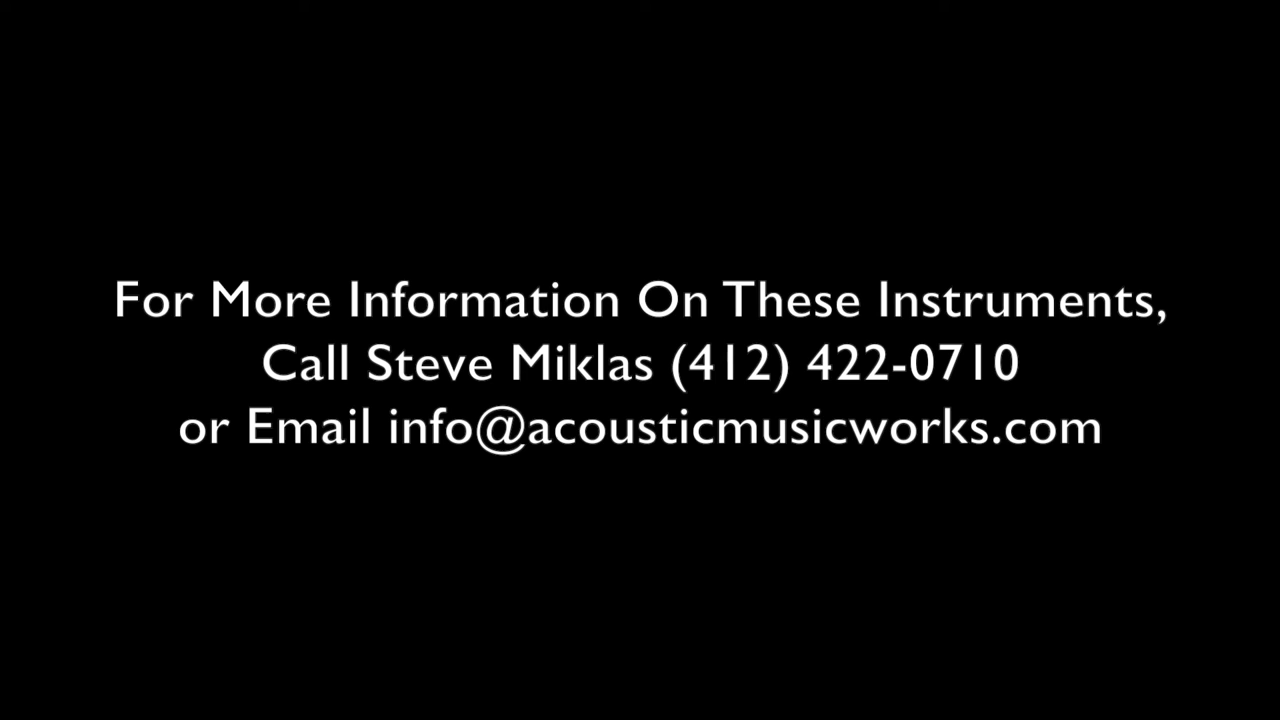 For More Information On These Instruments,
Call Steve Miklas (412) 422-0710
or Email info@acousticmusicworks.com